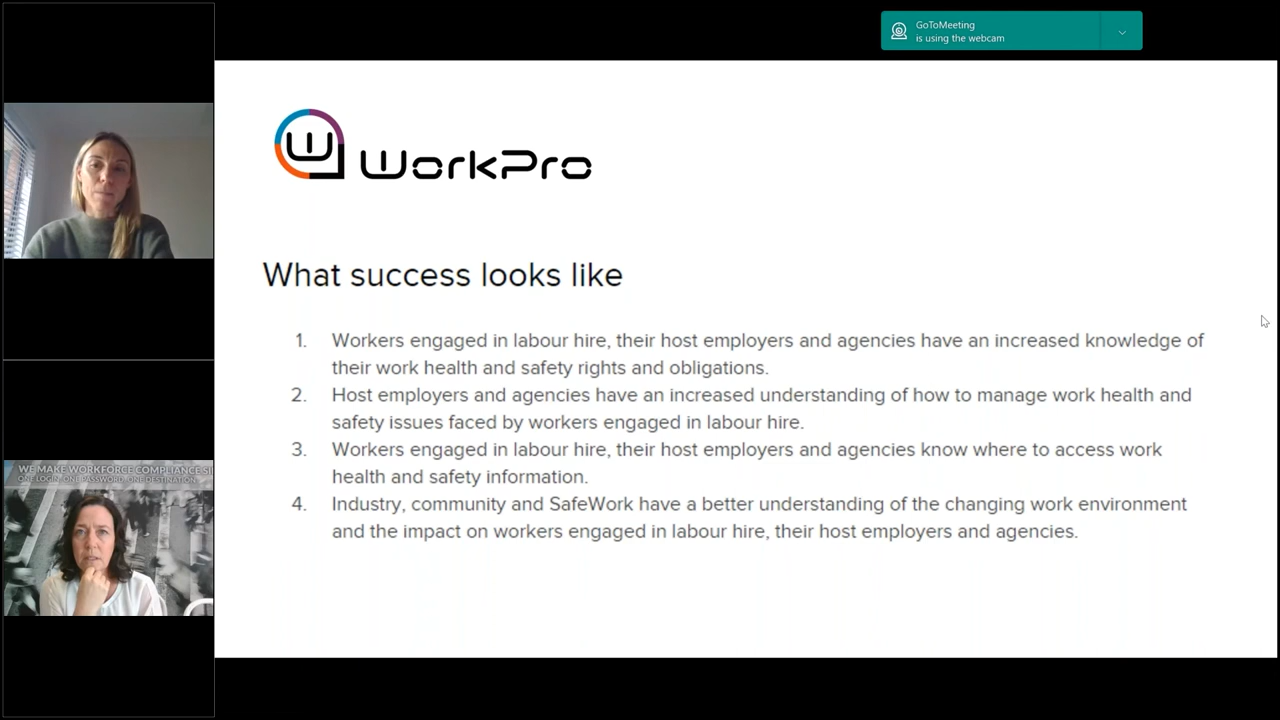 GoToMeeting
is using the webcam
WorkPro
What success looks like
1. Workers engaged in labour hire, their host employers and agencies have an increased knowledge of
their work health and safety rights and obligations.
2. Host employers and agencies have an increased understanding of how to manage work health and
safety issues faced by workers engaged in labour hire.
3. Workers engaged in labour hire, their host employers and agencies know where to access work
health and safety information.
4. Industry, community and SafeWork have a better understanding of the changing work environment
and the impact on workers engaged in labour hire, their host employers and agencies.
WE MAKE WORKFORCE COMPLIANCE SI
ONE LOGIN. ONE PASSWORD. ONE DESTINATION